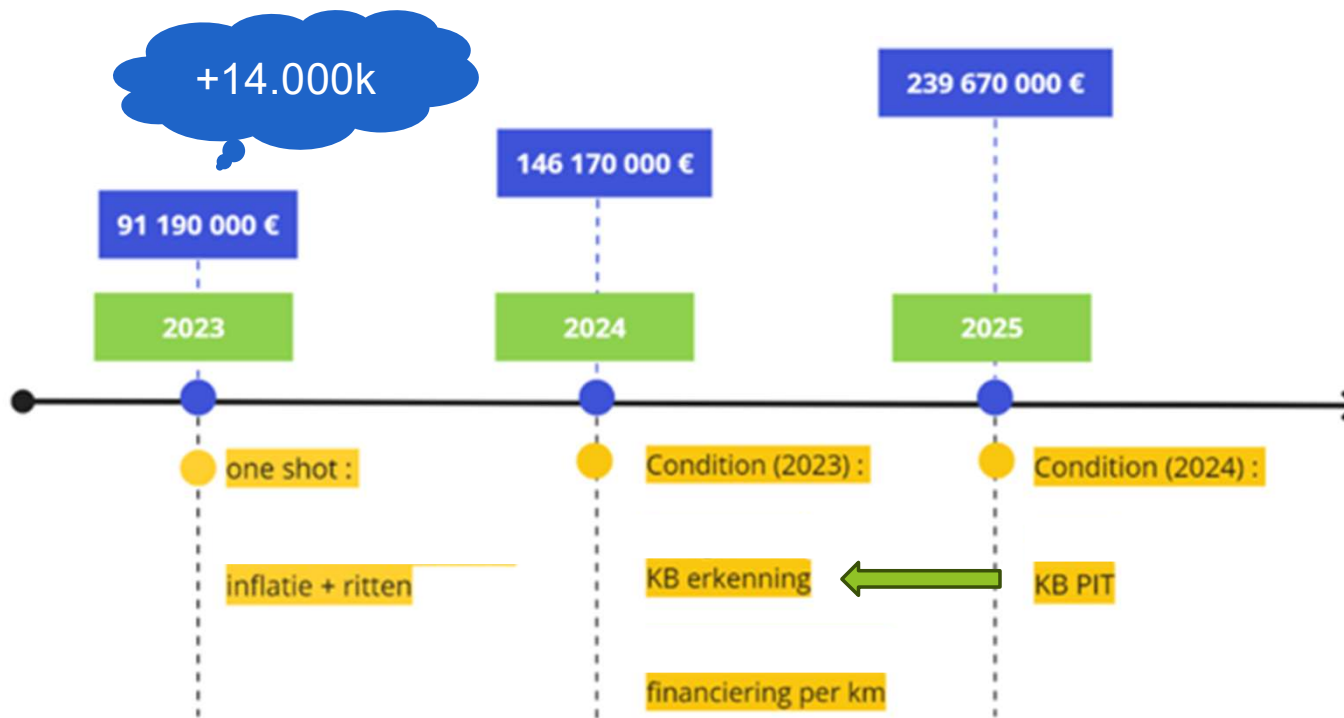 +14.000k
91 190 000 €
146 170 000 €
239 670 000 €
2023
2024
2025
one shot :
inflatie + ritten
Condition (2023) :
KB erkenning
financiering per km
Condition (2024) :
KB PIT